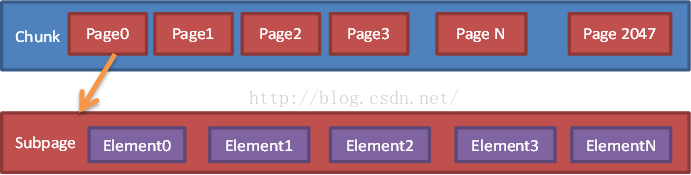 Chunk Page0 Page1 Page2 Page3 Page N Page 2047
http://blog.csdn.net/
Subpage Element0 Element1 Element2 Element3 ElementN